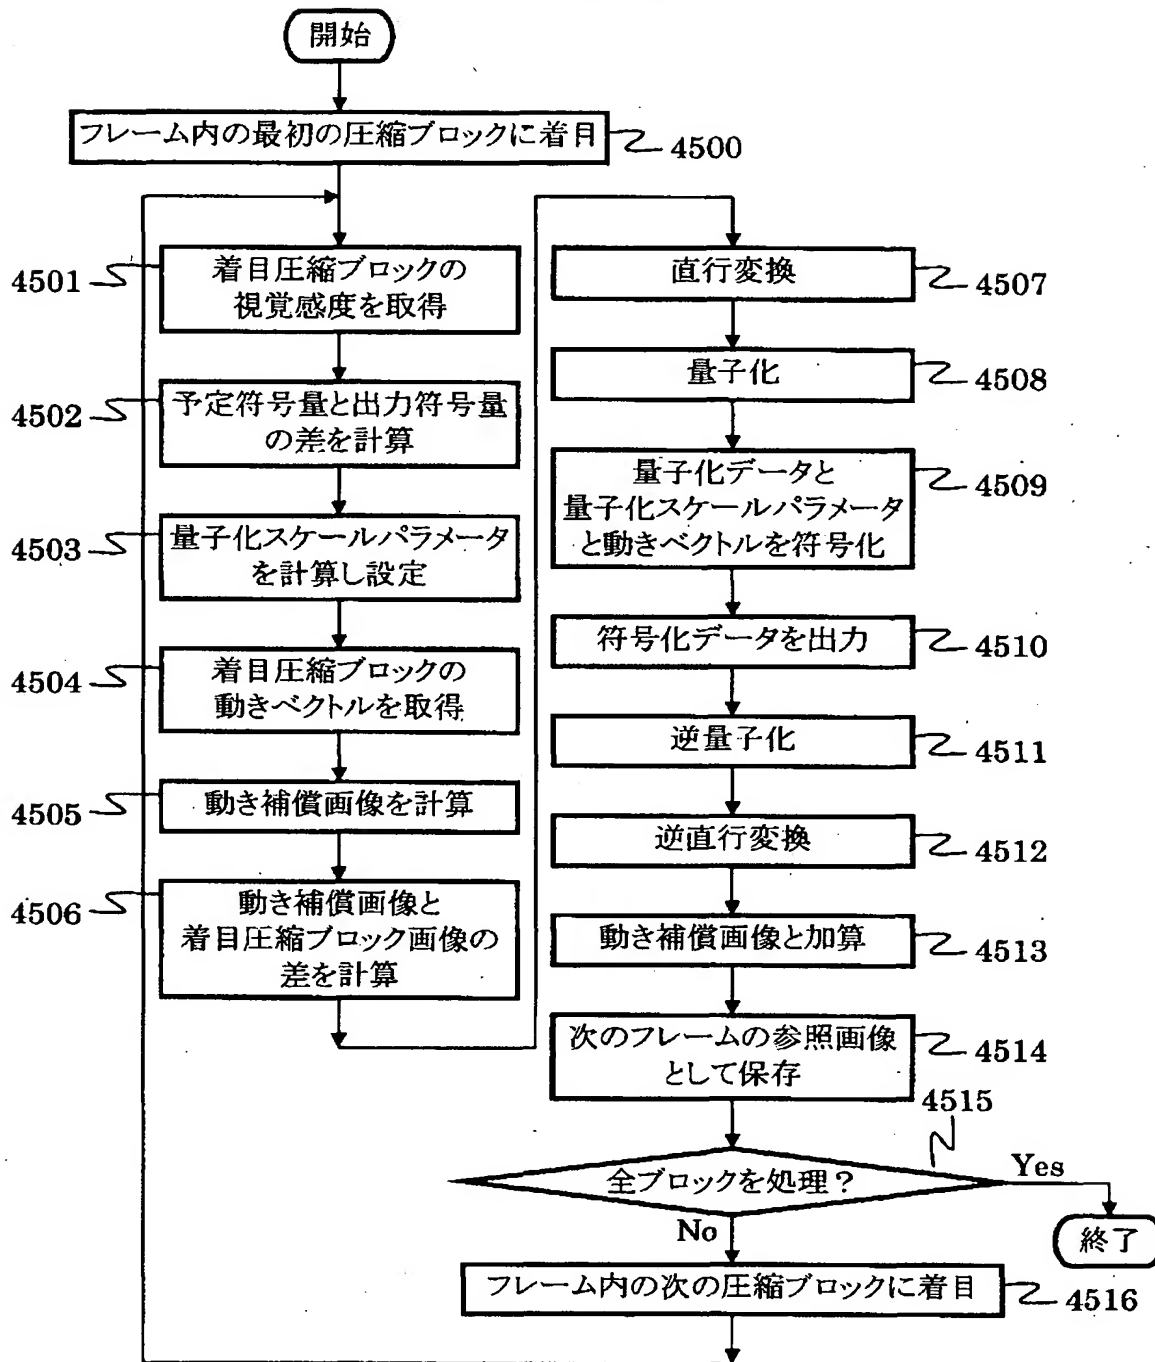 開始
フレーム内の最初の圧縮ブロックに着目
4500
着目圧縮ブロックの
視覚感度を取得
4501
予定符号量と出力符号量
の差を計算
4502
量子化スケールパラメータ
を計算し設定
4503
着目圧縮ブロックの
動きベクトルを取得
4504
動き補償画像を計算
4505
動き補償画像と
着目圧縮ブロック画像の
差を計算
4506
直行変換
4507
量子化
4508
量子化データと
量子化スケールパラメータ
と動きベクトルを符号化
4509
符号化データを出力
4510
逆量子化
4511
逆直行変換
4512
動き補償画像と加算
4513
次のフレームの参照画像
として保存
4514
4515
全ブロックを処理？
Yes
No
終了
フレーム内の次の圧縮ブロックに着目
4516